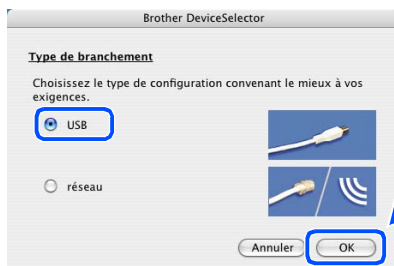 Brother DeviceSelector
Type de branchement
Choisissez le type de configuration convenant le mieux à vos
exigences.
USB
réseau
Annuler OK